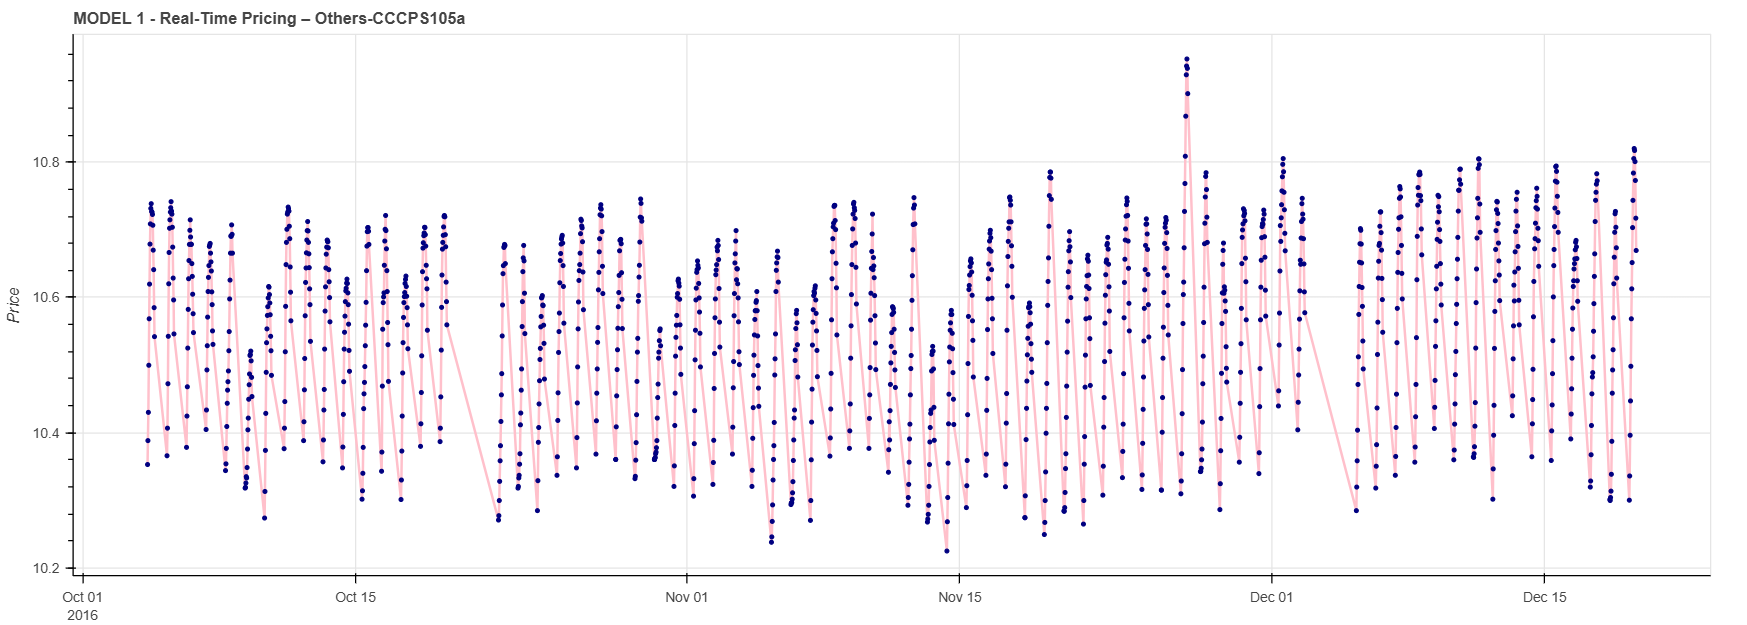 MODEL 1 - Real-Time Pricing – Others-CCCPS105a
Price
10.8
10.6
10.4
10.2
Oct 01
2016
Oct 15
Nov 01
Nov 15
Dec 01
Dec 15